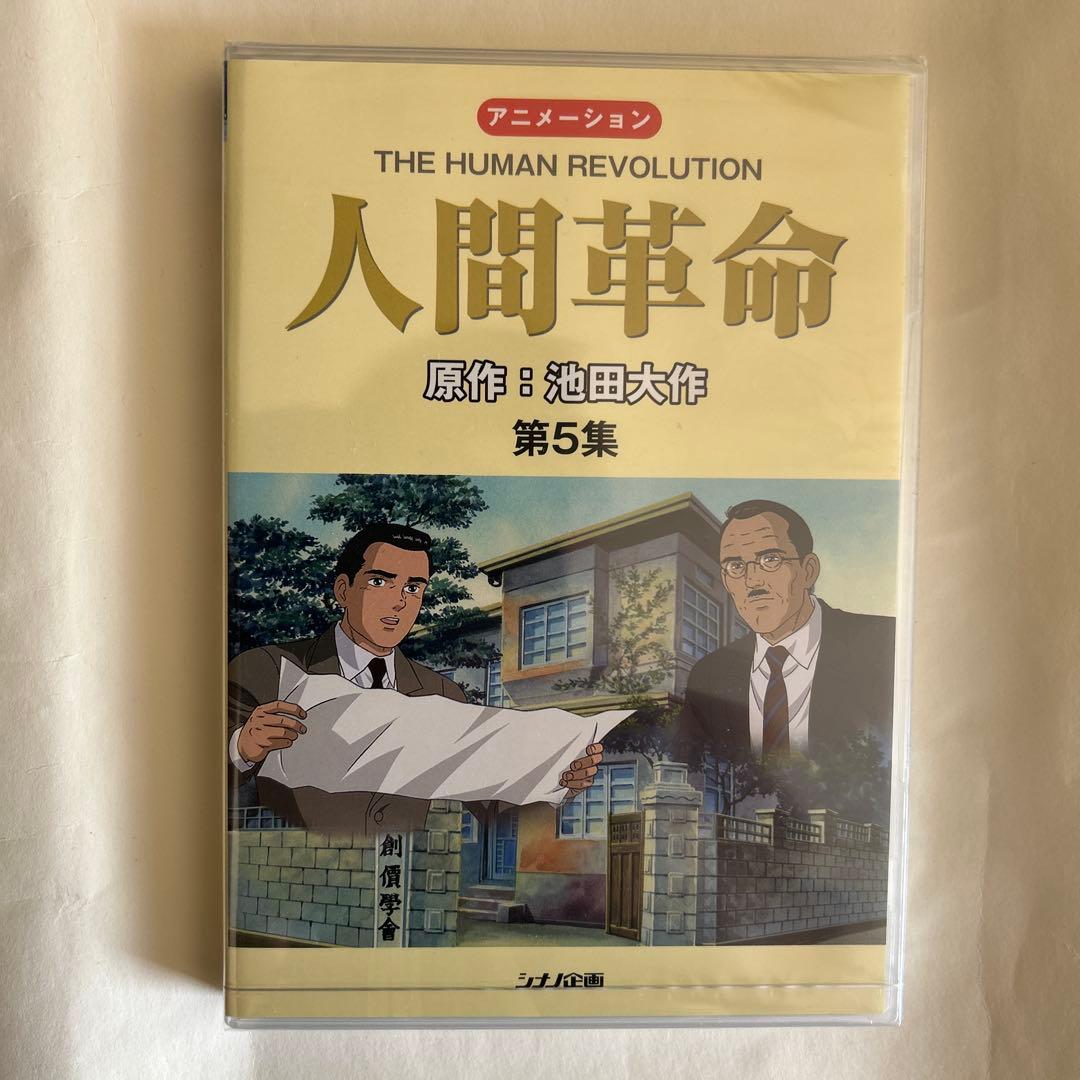 アニメーション
THE HUMAN REVOLUTION
人間革命
原作：池田大作
第5集
創價學會
シナノ企画